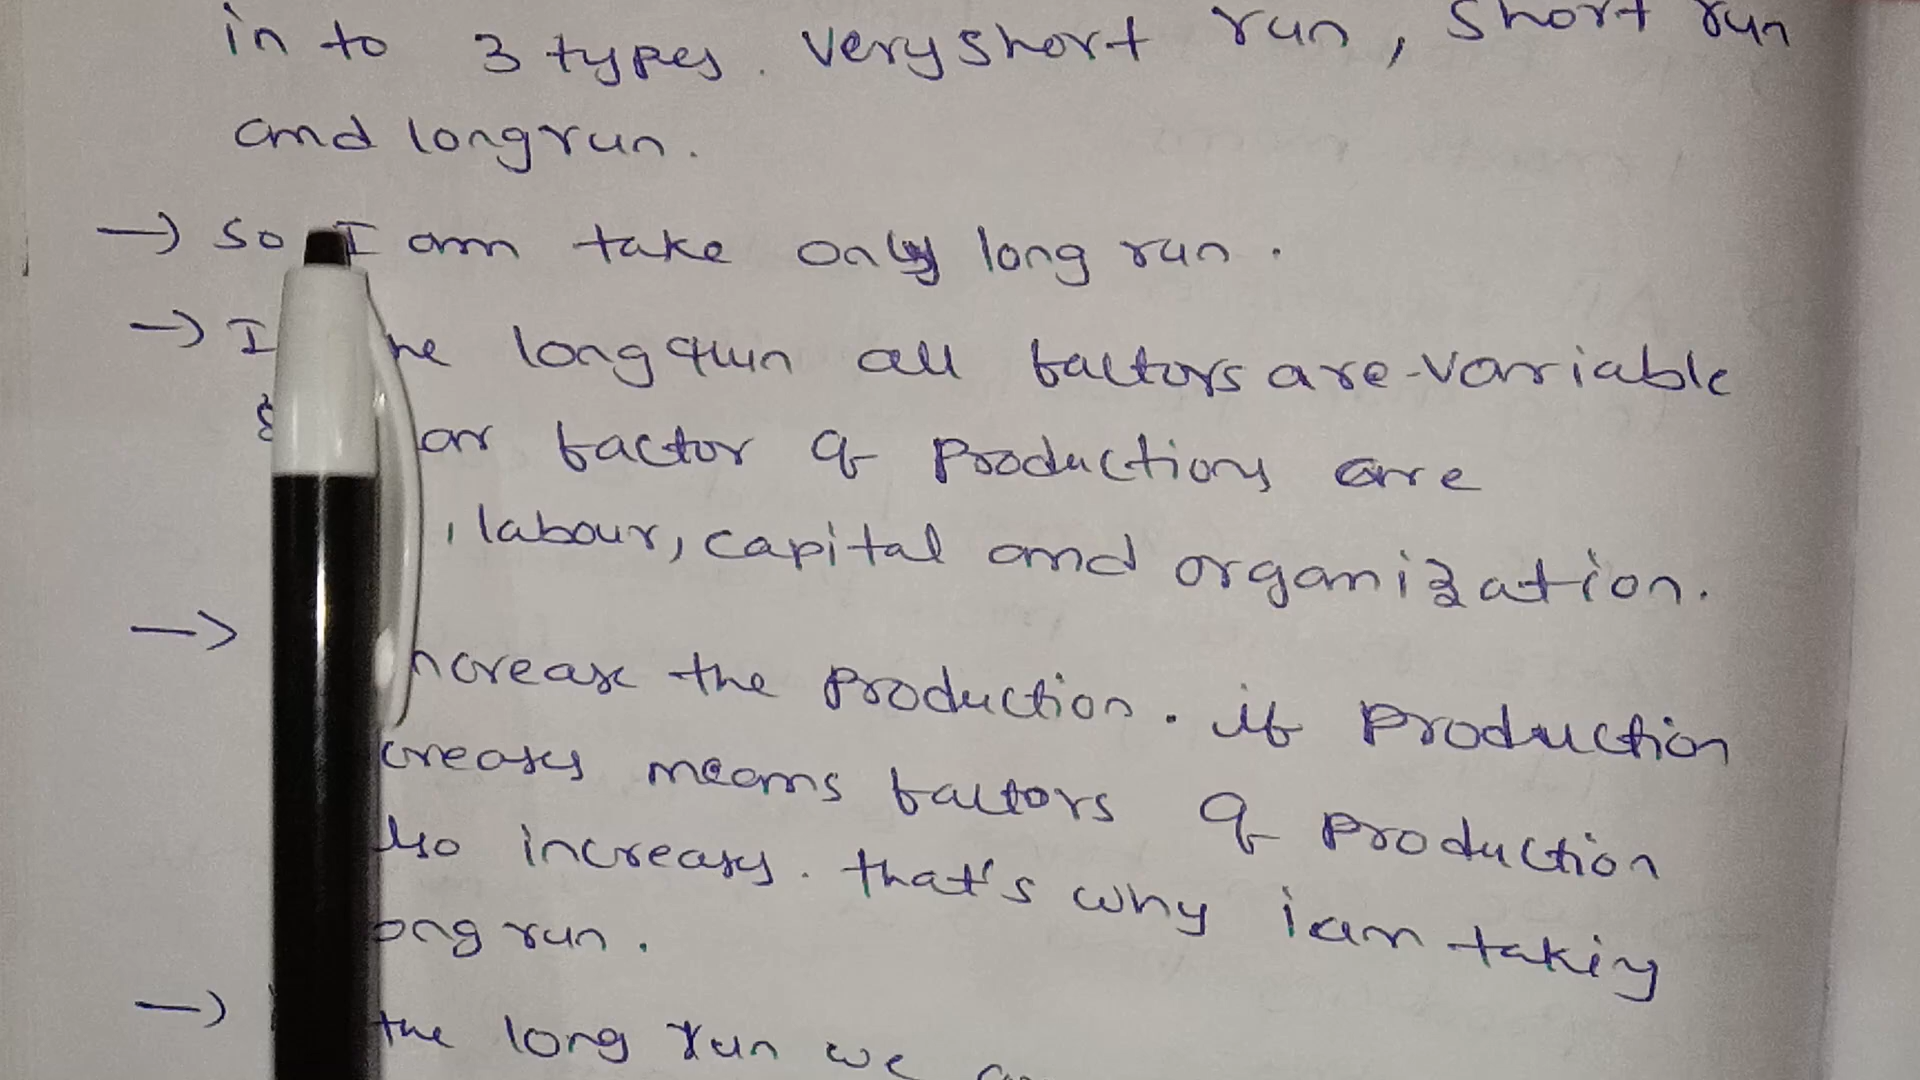 in to 3 types. very short run, short run
and long run.
→ so I am take only long run.
→ I he long run all factors are variable
factor of productions are
, labour, capital and organization.
→ ncrease the production. if production
creases means factors of production
lso increases. that's why i am taking
ong run.
→ the long run we